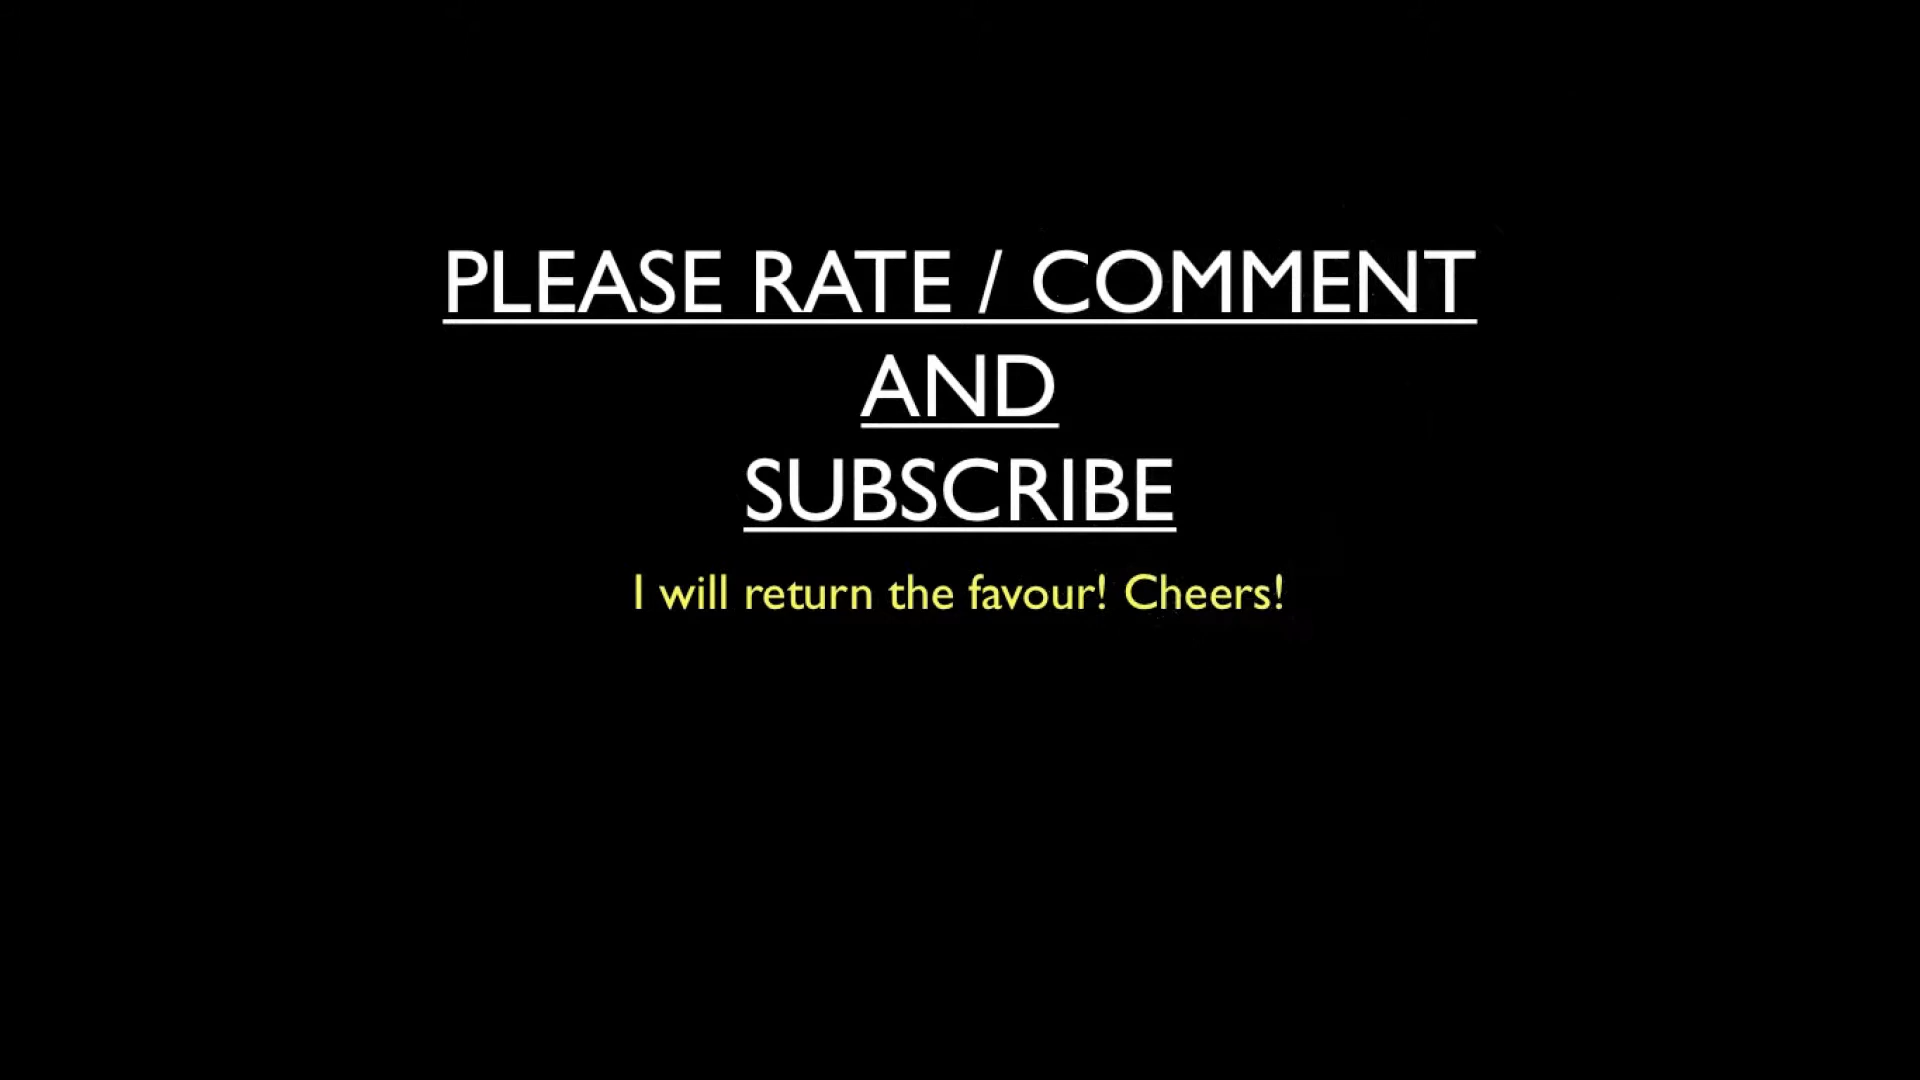 PLEASE RATE / COMMENT
AND
SUBSCRIBE
I will return the favour! Cheers!